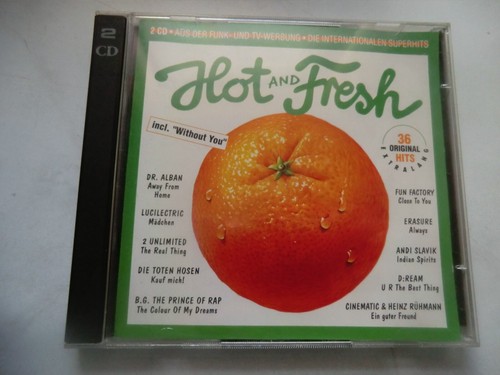 2 CD
2 CD • AUS DER FUNK- UND TV-WERBUNG • DIE INTERNATIONALEN SUPERHITS
Hot AND Fresh
incl. "Without You"
36
ORIGINAL
HITS
EXTRALANG
DR. ALBAN
Away From
Home
LUCILECTRIC
Mädchen
2 UNLIMITED
The Real Thing
DIE TOTEN HOSEN
Kauf mich!
B.G. THE PRINCE OF RAP
The Colour Of My Dreams
FUN FACTORY
Close To You
ERASURE
Always
ANDI SLAVIK
Indian Spirits
D:REAM
U R The Best Thing
CINEMATIC & HEINZ RÜHMANN
Ein guter Freund